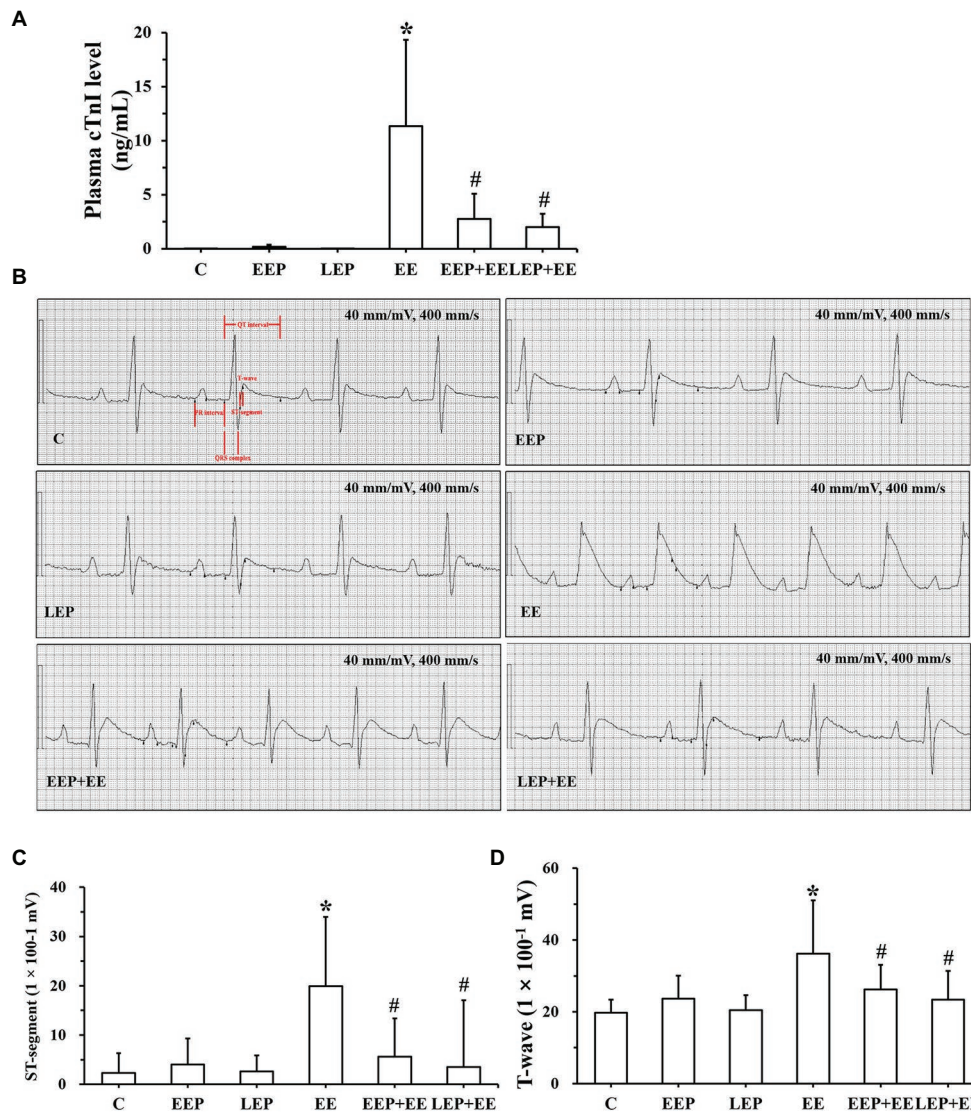 A
Plasma cTnI level
(ng/mL)
20
15
10
5
0
*
#
#
C EEP LEP EE EEP+EE LEP+EE
B
40 mm/mV, 400 mm/s
QT interval
T-wave
PR interval
ST segment
QRS complex
C
40 mm/mV, 400 mm/s
EEP
40 mm/mV, 400 mm/s
LEP
40 mm/mV, 400 mm/s
EE
40 mm/mV, 400 mm/s
EEP+EE
40 mm/mV, 400 mm/s
LEP+EE
C
ST-segment (1 × 100-1 mV)
40
30
20
10
0
*
#
#
C EEP LEP EE EEP+EE LEP+EE
D
T-wave (1 × 100⁻¹ mV)
60
40
20
0
*
#
#
C EEP LEP EE EEP+EE LEP+E